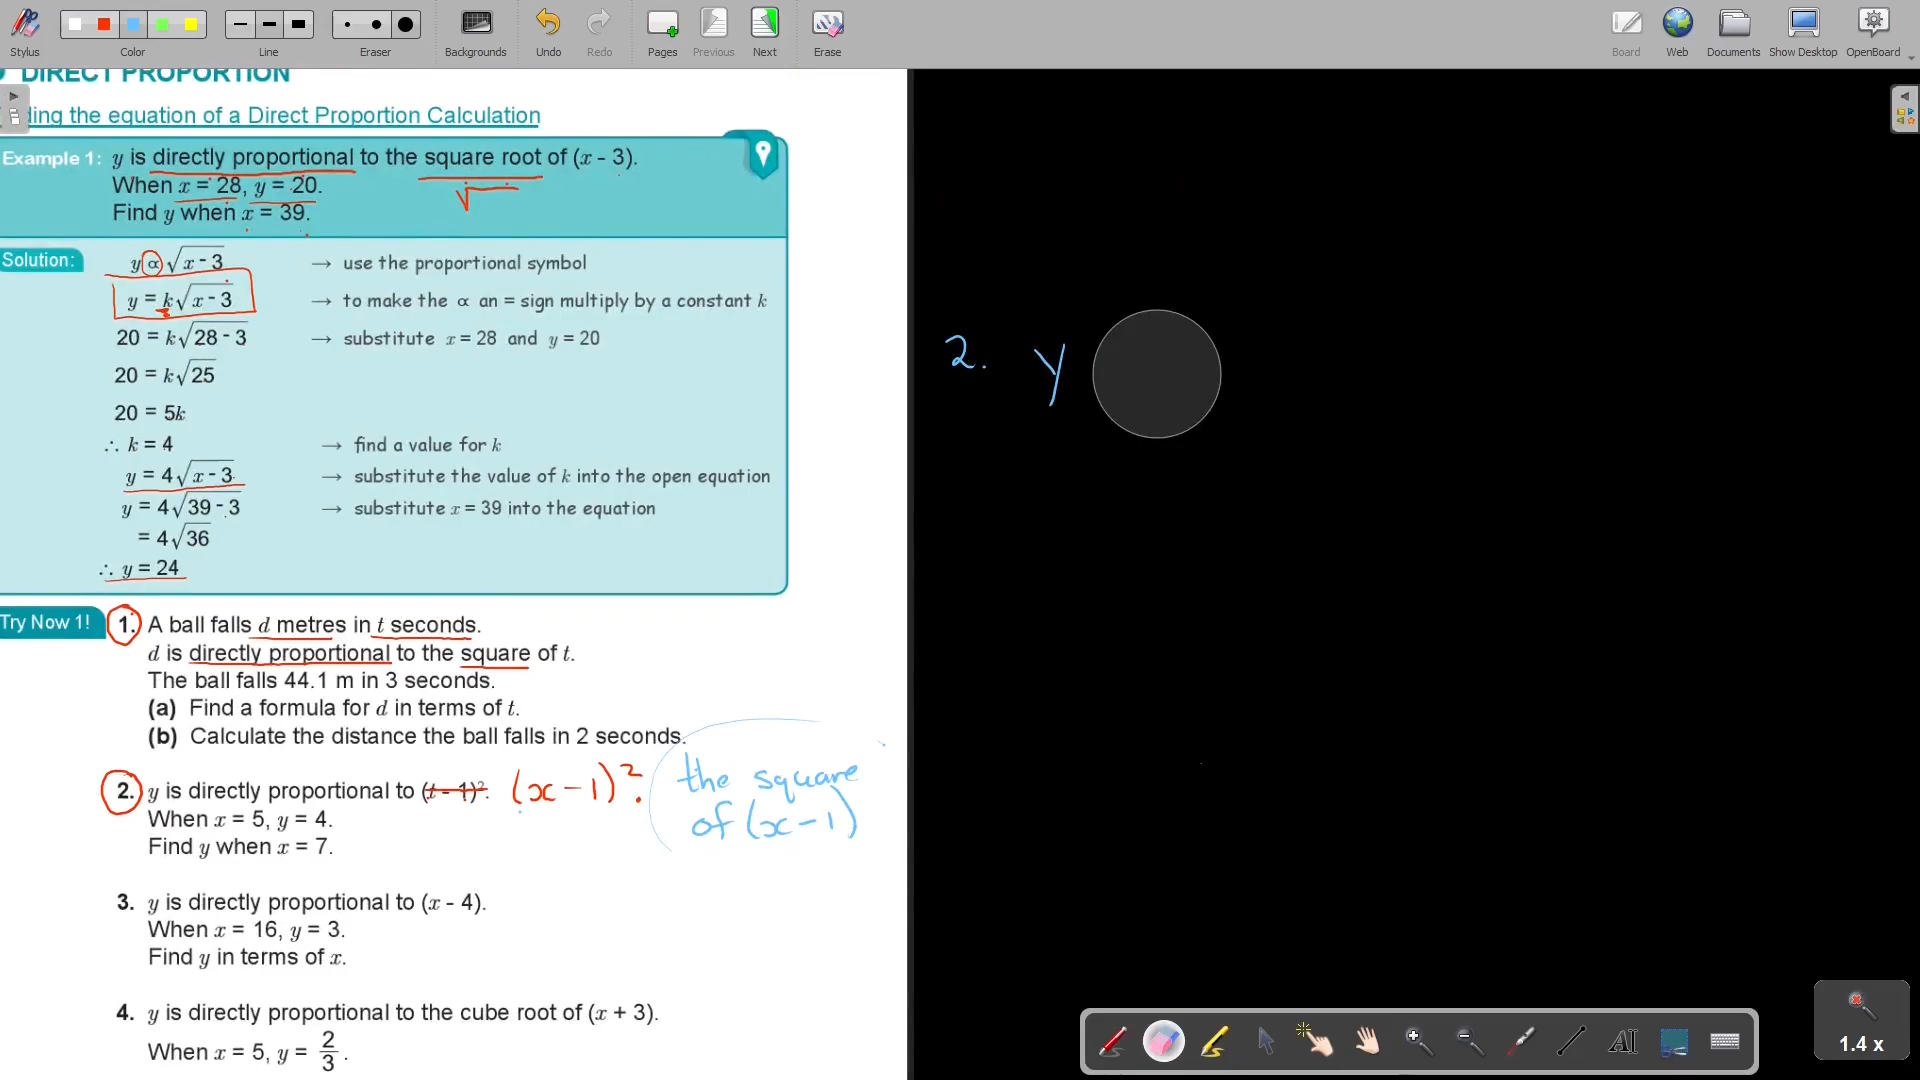 Stylus
Color
Line
Eraser
Backgrounds
Undo
Redo
Pages
Previous
Next
Erase
Board
Web
Documents
Show Desktop
OpenBoard
DIRECT PROPORTION
ding the equation of a Direct Proportion Calculation
Example 1: y is directly proportional to the square root of (x - 3).
When x = 28, y = 20.
Find y when x = 39.
√
Solution:
y ∝ √(x - 3) → use the proportional symbol
y = k√(x - 3) → to make the ∝ an = sign multiply by a constant k
20 = k√(28 - 3) → substitute x = 28 and y = 20
20 = k√25
20 = 5k
∴ k = 4 → find a value for k
y = 4√(x - 3) → substitute the value of k into the open equation
y = 4√(39 - 3) → substitute x = 39 into the equation
= 4√36
∴ y = 24
Try Now 1! 1. A ball falls d metres in t seconds.
d is directly proportional to the square of t.
The ball falls 44.1 m in 3 seconds.
(a) Find a formula for d in terms of t.
(b) Calculate the distance the ball falls in 2 seconds.
2. y is directly proportional to (t - 1)². (x - 1)².
When x = 5, y = 4.
Find y when x = 7.
the square
of (x - 1)
3. y is directly proportional to (x - 4).
When x = 16, y = 3.
Find y in terms of x.
4. y is directly proportional to the cube root of (x + 3).
When x = 5, y = 2/3.
2. y
AI
1.4 x